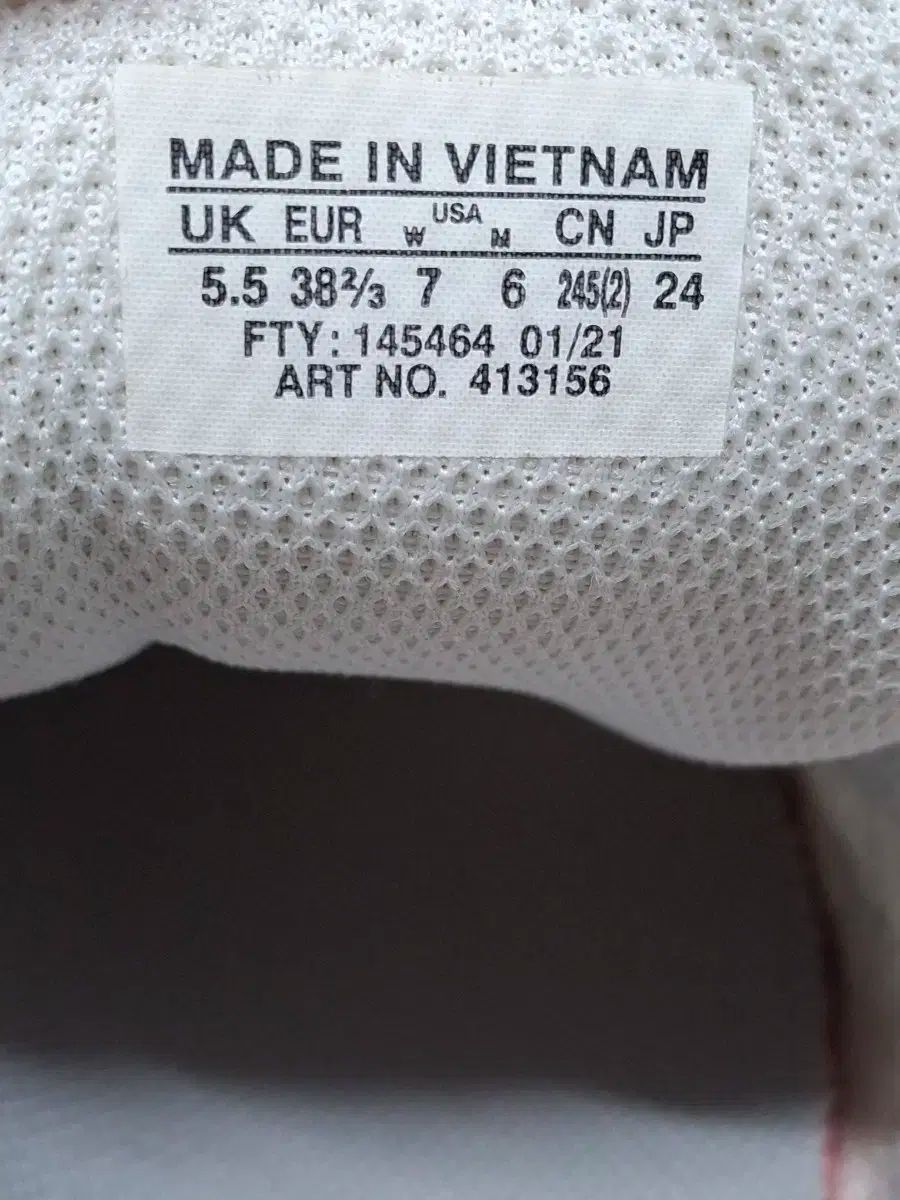 MADE IN VIETNAM
UK EUR W USA M CN JP
5.5 38⅔ 7 6 245(2) 24
FTY: 145464 01/21
ART NO. 413156